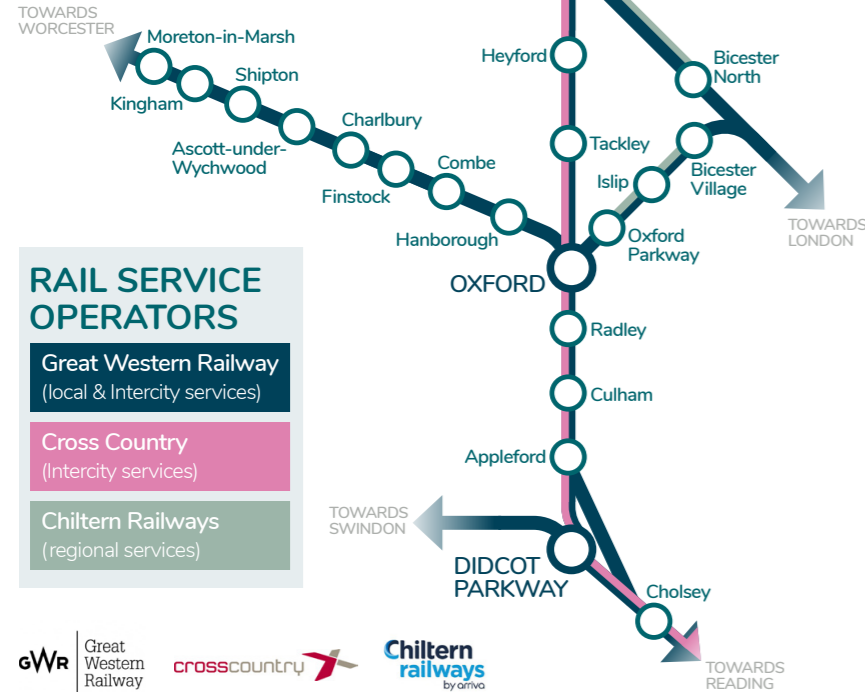 TOWARDS
WORCESTER
Moreton-in-Marsh
Kingham
Shipton
Ascott-under-
Wychwood
Charlbury
Finstock
Combe
Hanborough
Heyford
Tackley
Bicester
North
Bicester
Village
Islip
Oxford
Parkway
TOWARDS
LONDON
OXFORD
Radley
Culham
Appleford
TOWARDS
SWINDON
DIDCOT
PARKWAY
Cholsey
TOWARDS
READING
RAIL SERVICE
OPERATORS
Great Western Railway
(local & Intercity services)
Cross Country
(Intercity services)
Chiltern Railways
(regional services)
GWR
Great
Western
Railway
crosscountry
Chiltern
railways
by arriva